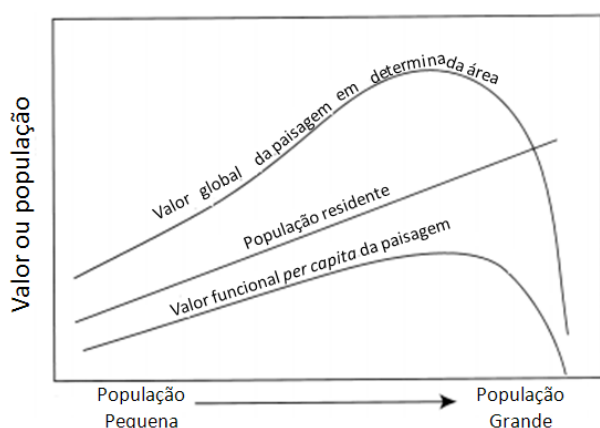 Valor ou população
Valor global da paisagem em determinada área
População residente
Valor funcional per capita da paisagem
População
Pequena
População
Grande